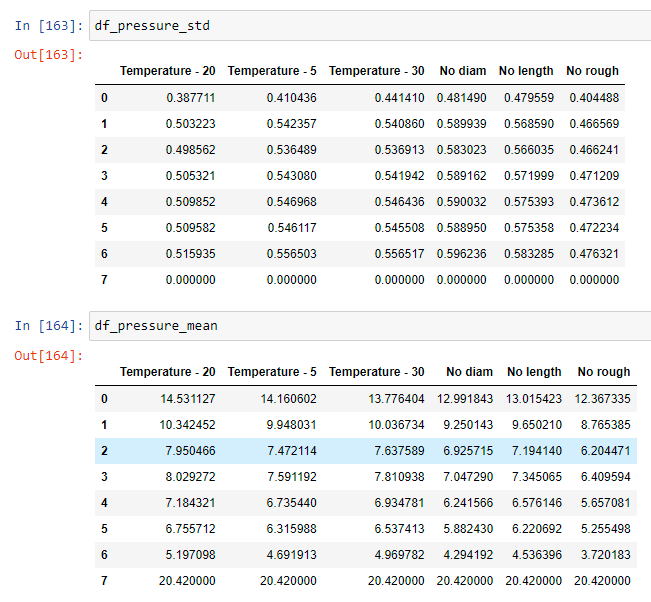 In [163]: df_pressure_std
Out[163]:
Temperature - 20 Temperature - 5 Temperature - 30 No diam No length No rough
0 0.387711 0.410436 0.441410 0.481490 0.479559 0.404488
1 0.503223 0.542357 0.540860 0.589939 0.568590 0.466569
2 0.498562 0.536489 0.536913 0.583023 0.566035 0.466241
3 0.505321 0.543080 0.541942 0.589162 0.571999 0.471209
4 0.509852 0.546968 0.546436 0.590032 0.575393 0.473612
5 0.509582 0.546117 0.545508 0.588950 0.575358 0.472234
6 0.515935 0.556503 0.556517 0.596236 0.583285 0.476321
7 0.000000 0.000000 0.000000 0.000000 0.000000 0.000000
In [164]: df_pressure_mean
Out[164]:
Temperature - 20 Temperature - 5 Temperature - 30 No diam No length No rough
0 14.531127 14.160602 13.776404 12.991843 13.015423 12.367335
1 10.342452 9.948031 10.036734 9.250143 9.650210 8.765385
2 7.950466 7.472114 7.637589 6.925715 7.194140 6.204471
3 8.029272 7.591192 7.810938 7.047290 7.345065 6.409594
4 7.184321 6.735440 6.934781 6.241566 6.576146 5.657081
5 6.755712 6.315988 6.537413 5.882430 6.220692 5.255498
6 5.197098 4.691913 4.969782 4.294192 4.536396 3.720183
7 20.420000 20.420000 20.420000 20.420000 20.420000 20.420000